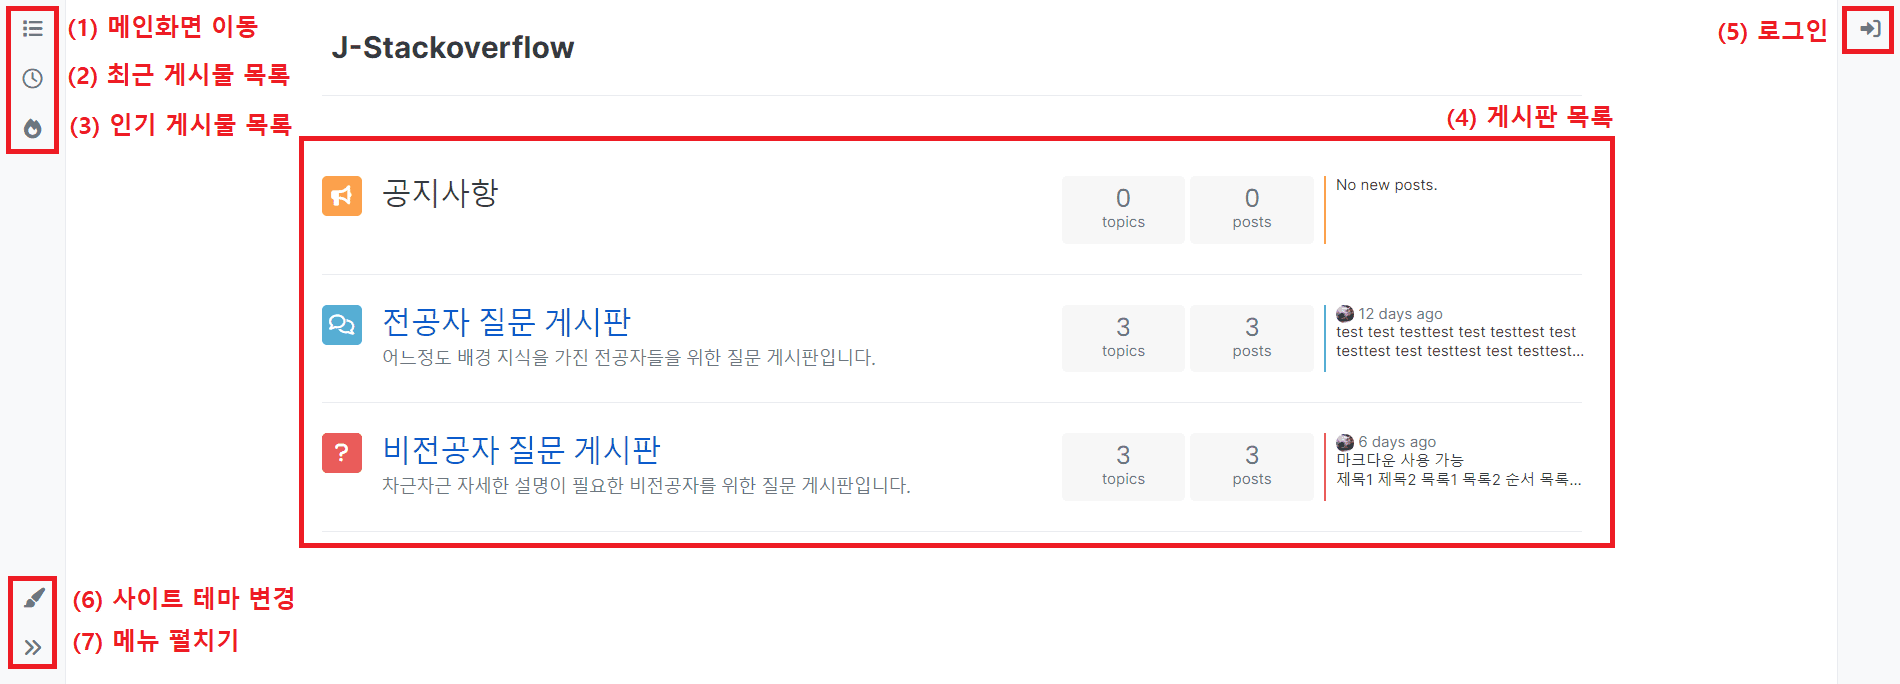 (1) 메인화면 이동
(2) 최근 게시물 목록
(3) 인기 게시물 목록
J-Stackoverflow
(5) 로그인
(4) 게시판 목록
공지사항
0
topics
0
posts
No new posts.
전공자 질문 게시판
어느정도 배경 지식을 가진 전공자들을 위한 질문 게시판입니다.
3
topics
3
posts
12 days ago
test test testtest test testtest test
testtest test testtest test testtest...
?
비전공자 질문 게시판
차근차근 자세한 설명이 필요한 비전공자를 위한 질문 게시판입니다.
3
topics
3
posts
6 days ago
마크다운 사용 가능
제목1 제목2 목록1 목록2 순서 목록...
(6) 사이트 테마 변경
(7) 메뉴 펼치기